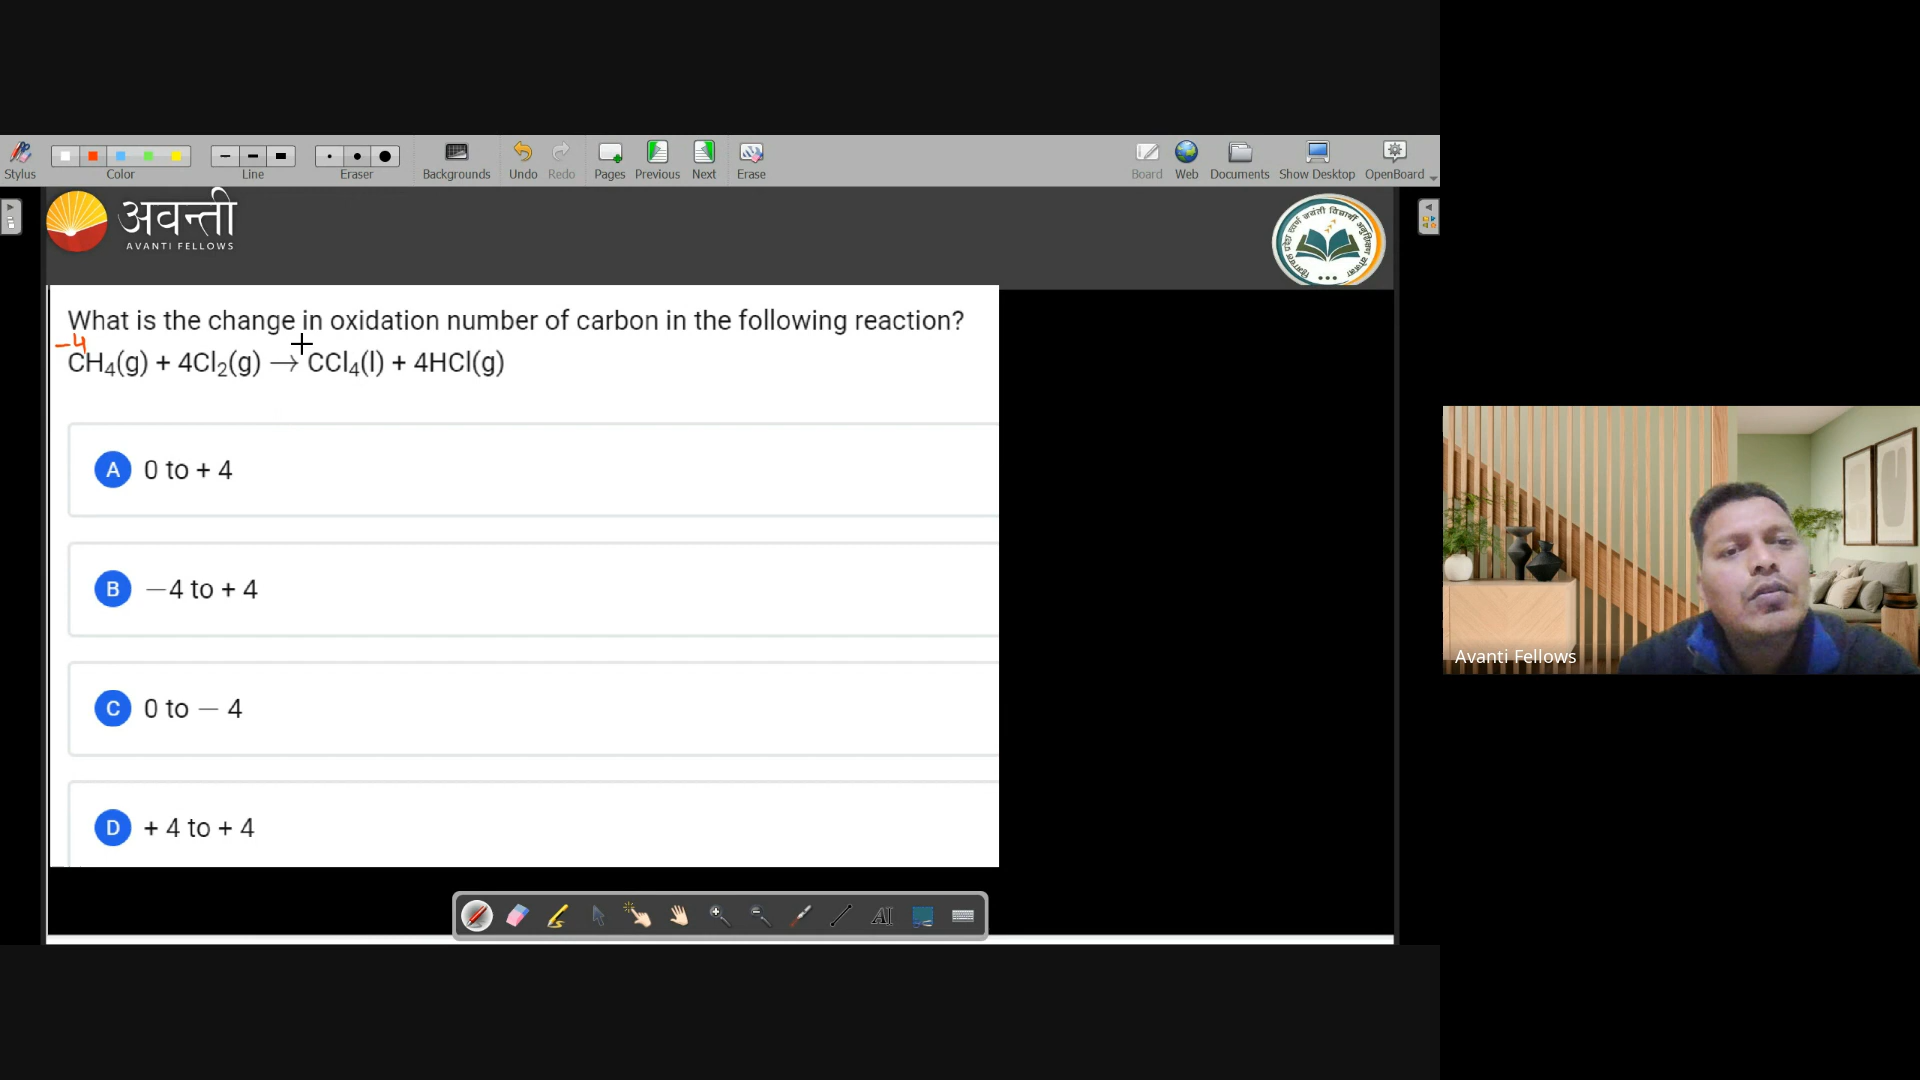 Stylus
Color
Line
Eraser
Backgrounds
Undo
Redo
Pages
Previous
Next
Erase
Board
Web
Documents
Show Desktop
OpenBoard
अवन्ती
AVANTI FELLOWS
What is the change in oxidation number of carbon in the following reaction?
−4
CH₄(g) + 4Cl₂(g) → CCl₄(l) + 4HCl(g)
A 0 to + 4
B −4 to + 4
C 0 to − 4
D + 4 to + 4
Avanti Fellows